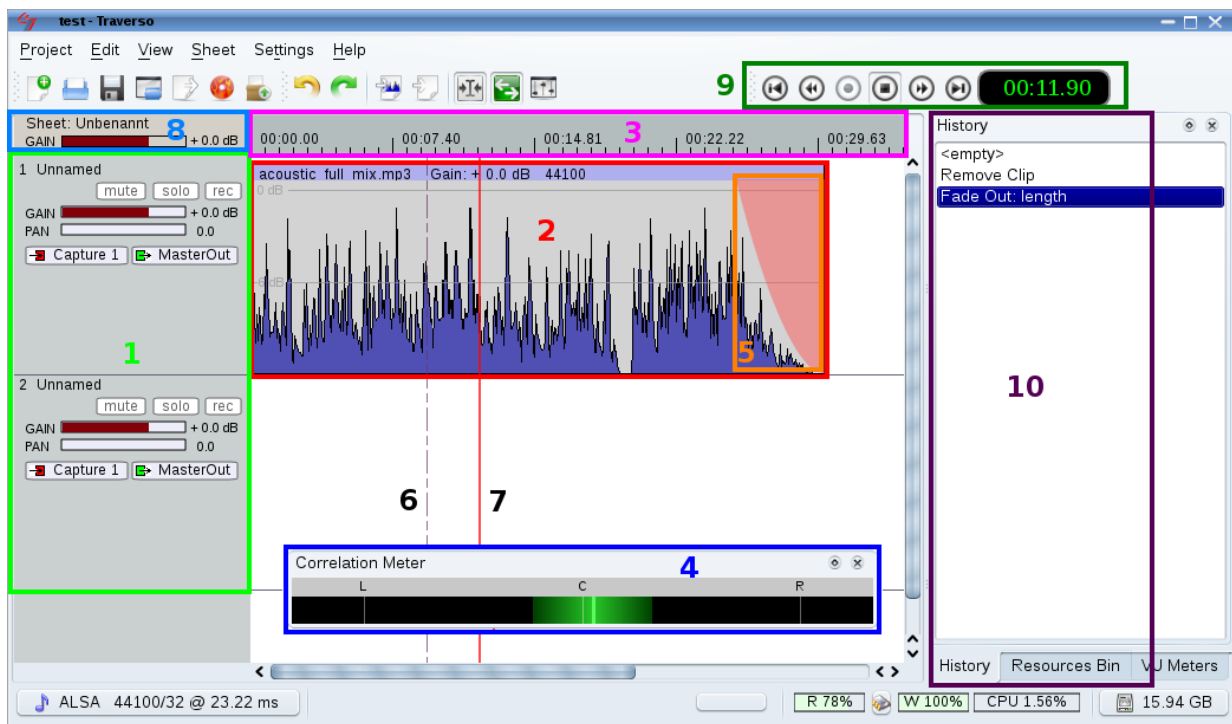 test - Traverso
Project Edit View Sheet Settings Help
9
00:11.90
Sheet: Unbenannt
8
GAIN + 0.0 dB
00:00.00 00:07.40 00:14.81 3 00:22.22 00:29.63
History
<empty>
Remove Clip
Fade Out: length
1 Unnamed
mute solo rec
GAIN + 0.0 dB
PAN 0.0
Capture 1 MasterOut
acoustic full mix.mp3 Gain: + 0.0 dB 44100
0 dB
2
-6 dB
5
1
10
2 Unnamed
mute solo rec
GAIN + 0.0 dB
PAN 0.0
Capture 1 MasterOut
6 7
Correlation Meter 4
L C R
History Resources Bin VU Meters
ALSA 44100/32 @ 23.22 ms
R 78% W 100% CPU 1.56% 15.94 GB